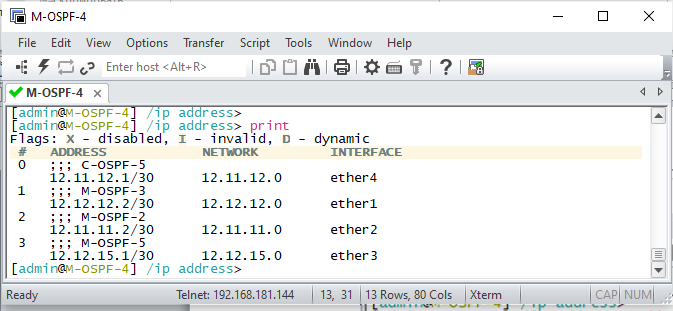 M-OSPF-4
File Edit View Options Transfer Script Tools Window Help
Enter host <Alt+R>
M-OSPF-4
[admin@M-OSPF-4] /ip address>
[admin@M-OSPF-4] /ip address> print
Flags: X - disabled, I - invalid, D - dynamic
# ADDRESS NETWORK INTERFACE
0 ;;; C-OSPF-5
12.11.12.1/30 12.11.12.0 ether4
1 ;;; M-OSPF-3
12.12.12.2/30 12.12.12.0 ether1
2 ;;; M-OSPF-2
12.11.11.2/30 12.11.11.0 ether2
3 ;;; M-OSPF-5
12.12.15.1/30 12.12.15.0 ether3
[admin@M-OSPF-4] /ip address>
Ready Telnet: 192.168.181.144 13, 31 13 Rows, 80 Cols Xterm CAP NUM